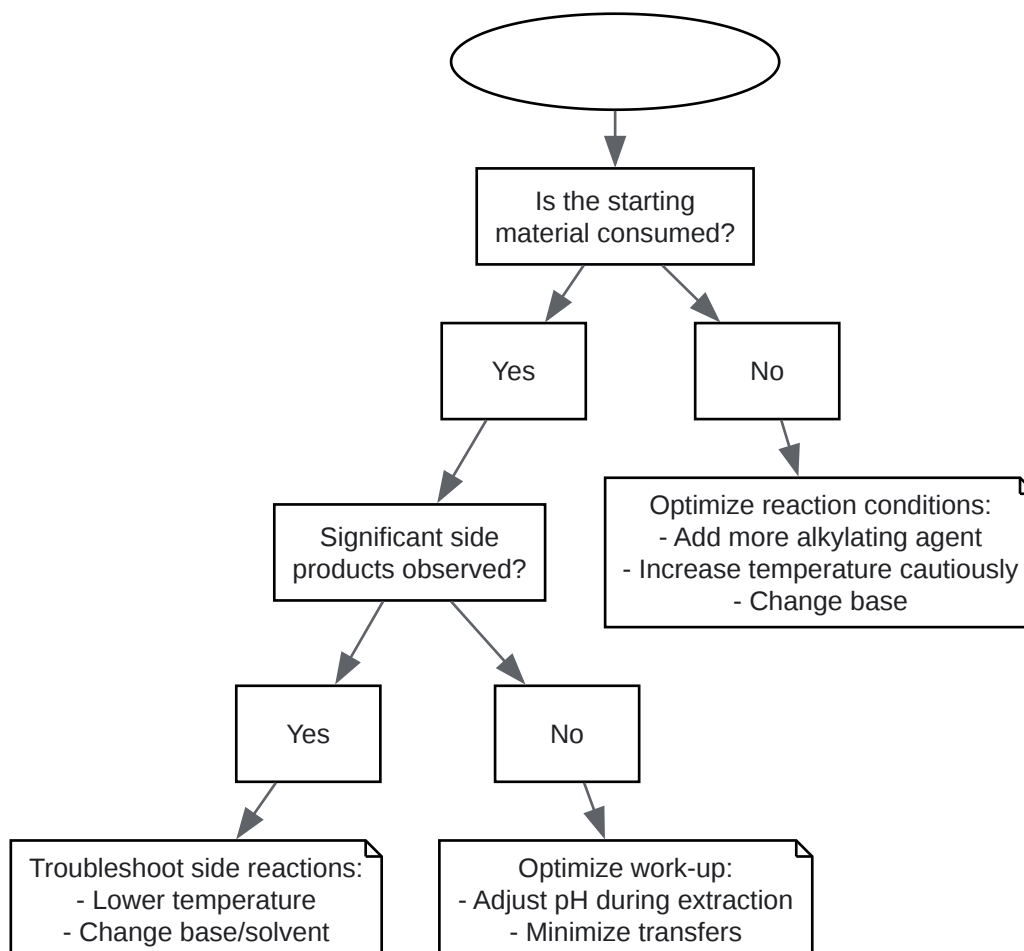 Is the starting
material consumed?
Yes
No
Optimize reaction conditions:
- Add more alkylating agent
- Increase temperature cautiously
- Change base
Significant side
products observed?
Yes
No
Troubleshoot side reactions:
- Lower temperature
- Change base/solvent
Optimize work-up:
- Adjust pH during extraction
- Minimize transfers